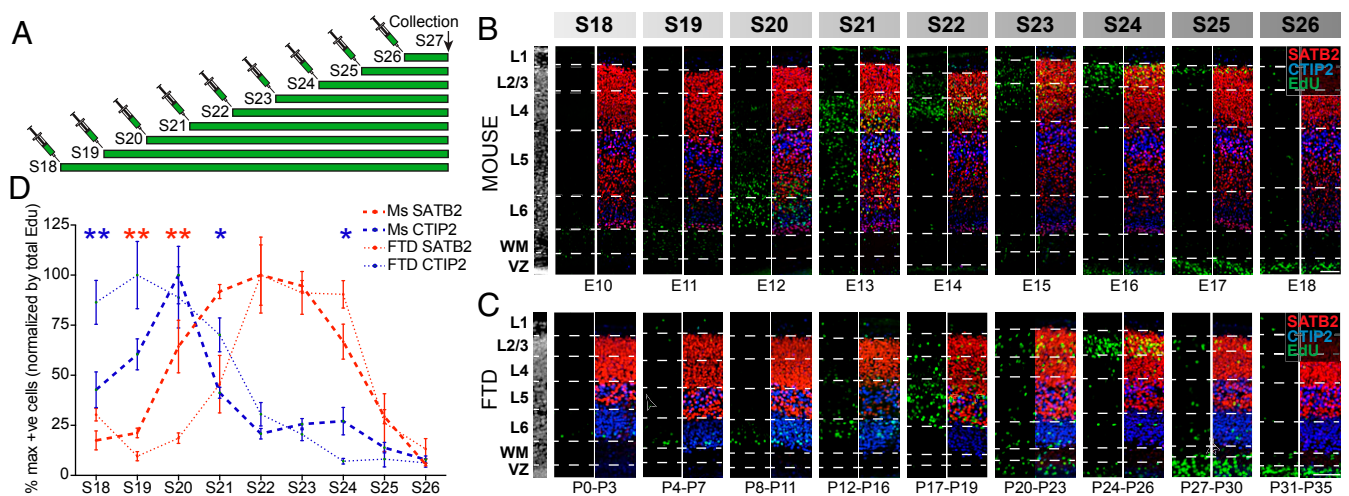 A
Collection
S27
S26
S25
S24
S23
S22
S21
S20
S19
S18
B
S18 S19 S20 S21 S22 S23 S24 S25 S26
MOUSE
L1
L2/3
L4
L5
L6
WM
VZ
SATB2
CTIP2
EdU
E10 E11 E12 E13 E14 E15 E16 E17 E18
C
FTD
L1
L2/3
L4
L5
L6
WM
VZ
SATB2
CTIP2
EdU
P0-P3 P4-P7 P8-P11 P12-P16 P17-P19 P20-P23 P24-P26 P27-P30 P31-P35
D
% max +ve cells (normalized by total Edu)
125
100
75
50
25
0
** ** ** * *
Ms SATB2
Ms CTIP2
FTD SATB2
FTD CTIP2
S18 S19 S20 S21 S22 S23 S24 S25 S26